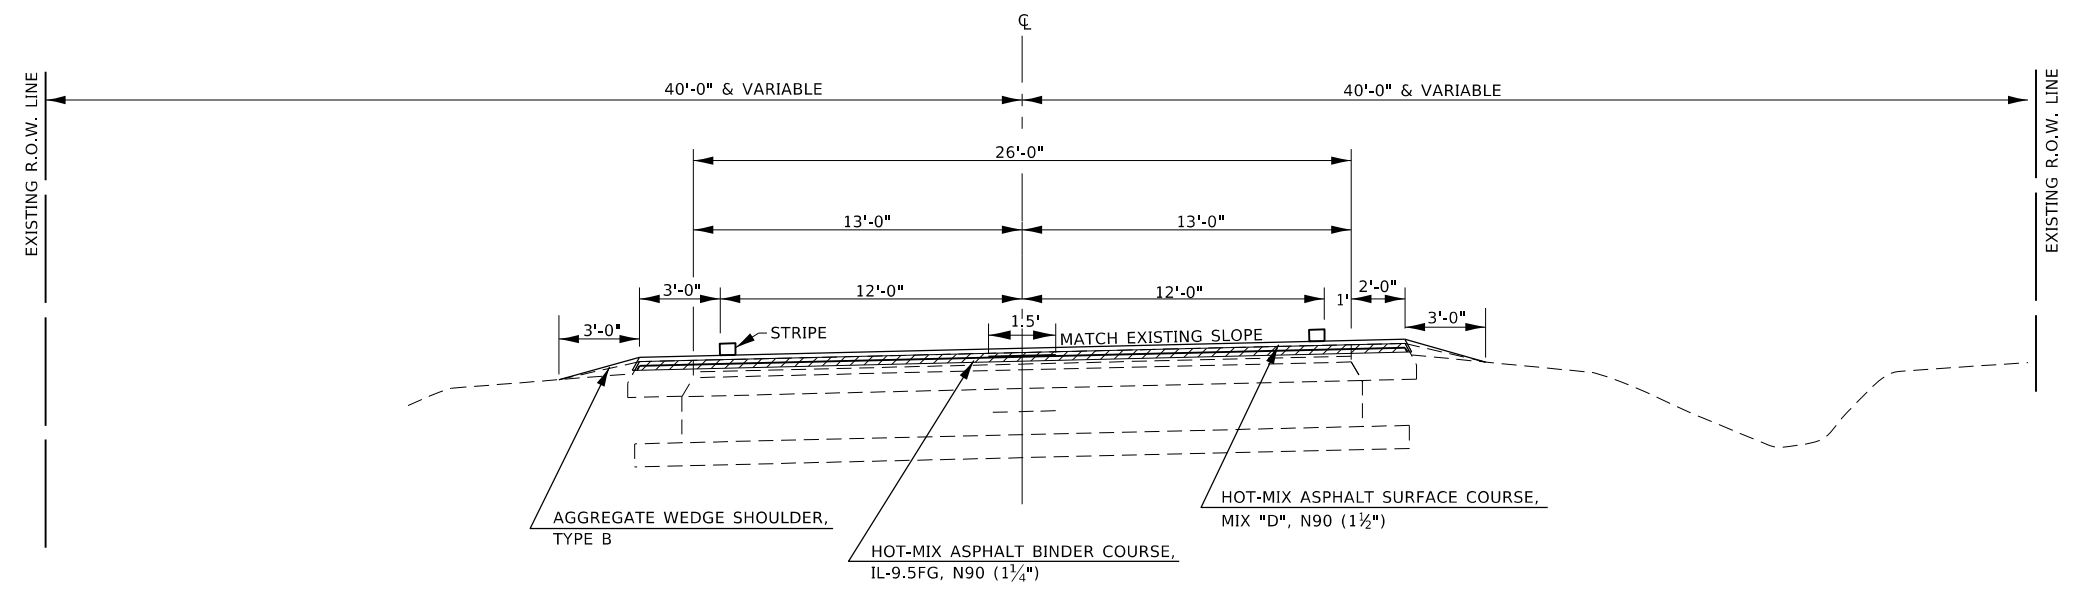 ℄
EXISTING R.O.W. LINE
40'-0" & VARIABLE
40'-0" & VARIABLE
EXISTING R.O.W. LINE
26'-0"
13'-0"
13'-0"
3'-0"
12'-0"
12'-0"
1'
2'-0"
3'-0"
STRIPE
1.5'
MATCH EXISTING SLOPE
3'-0"
HOT-MIX ASPHALT SURFACE COURSE,
MIX "D", N90 (1½")
AGGREGATE WEDGE SHOULDER,
TYPE B
HOT-MIX ASPHALT BINDER COURSE,
IL-9.5FG, N90 (1¼")